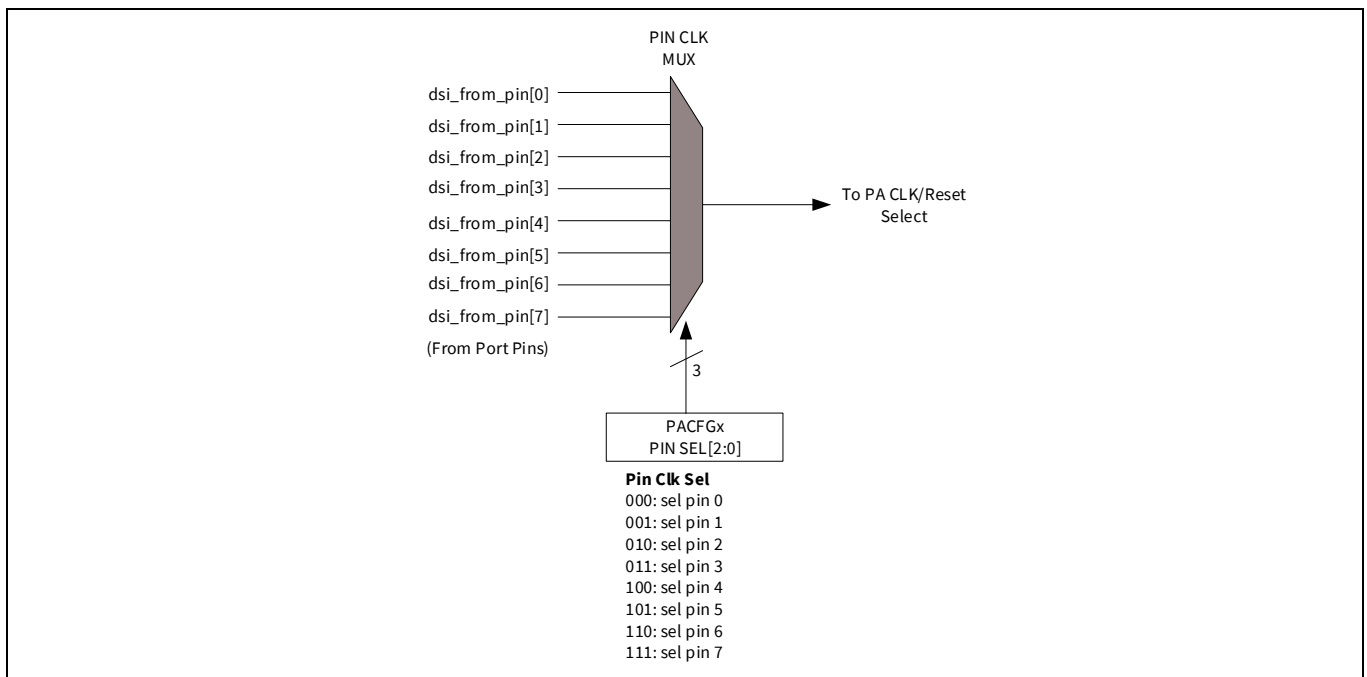 PIN CLK
MUX
dsi_from_pin[0]
dsi_from_pin[1]
dsi_from_pin[2]
dsi_from_pin[3]
dsi_from_pin[4]
dsi_from_pin[5]
dsi_from_pin[6]
dsi_from_pin[7]
(From Port Pins)
To PA CLK/Reset
Select
3
PACFGx
PIN SEL[2:0]
Pin Clk Sel
000: sel pin 0
001: sel pin 1
010: sel pin 2
011: sel pin 3
100: sel pin 4
101: sel pin 5
110: sel pin 6
111: sel pin 7